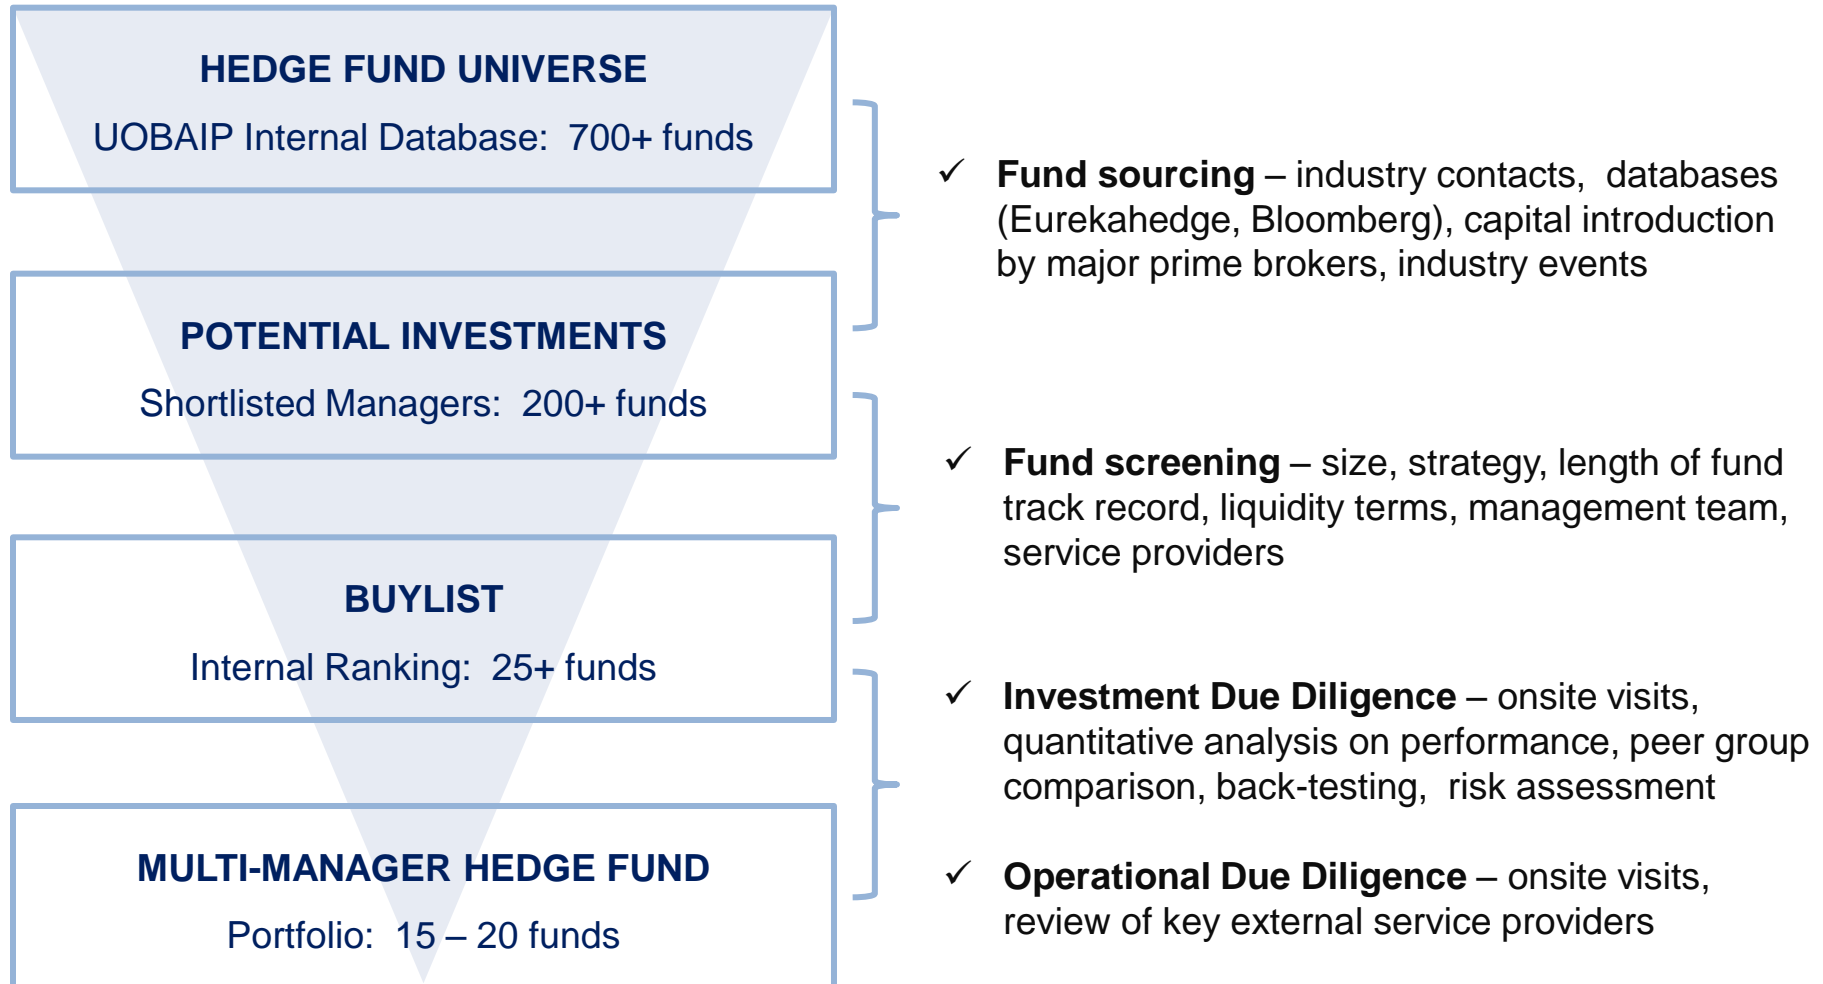 HEDGE FUND UNIVERSE
UOBAIP Internal Database:  700+ funds
✓ Fund sourcing – industry contacts,  databases
(Eurekahedge, Bloomberg), capital introduction
by major prime brokers, industry events
POTENTIAL INVESTMENTS
Shortlisted Managers:  200+ funds
✓ Fund screening – size, strategy, length of fund
track record, liquidity terms, management team,
service providers
BUYLIST
Internal Ranking:  25+ funds
✓ Investment Due Diligence – onsite visits,
quantitative analysis on performance, peer group
comparison, back-testing,  risk assessment
MULTI-MANAGER HEDGE FUND
Portfolio:  15 – 20 funds
✓ Operational Due Diligence – onsite visits,
review of key external service providers